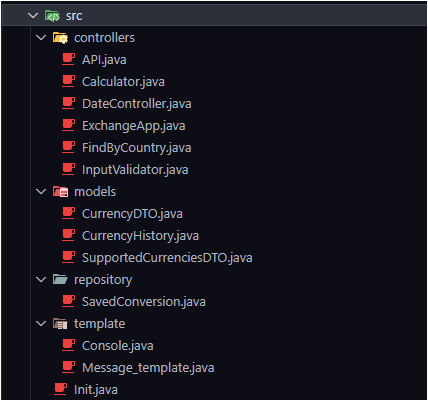 src
controllers
API.java
Calculator.java
DateController.java
ExchangeApp.java
FindByCountry.java
InputValidator.java
models
CurrencyDTO.java
CurrencyHistory.java
SupportedCurrenciesDTO.java
repository
SavedConversion.java
template
Console.java
Message_template.java
Init.java